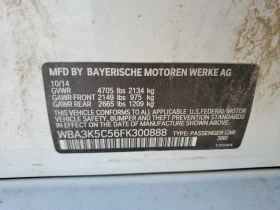 MFD BY BAYERISCHE MOTOREN WERKE AG
10/14
GVWR 4705 lbs 2134 kg
GAWR FRONT 2149 lbs 975 kg
GAWR REAR 2665 lbs 1209 kg
THIS VEHICLE CONFORMS TO ALL APPLICABLE U.S. FEDERAL MOTOR
VEHICLE SAFETY, BUMPER, AND THEFT PREVENTION STANDARDS IN
EFFECT ON THE DATE OF MANUFACTURE SHOWN ABOVE.
WBA3K5C56FK300888 TYPE: PASSENGER CAR